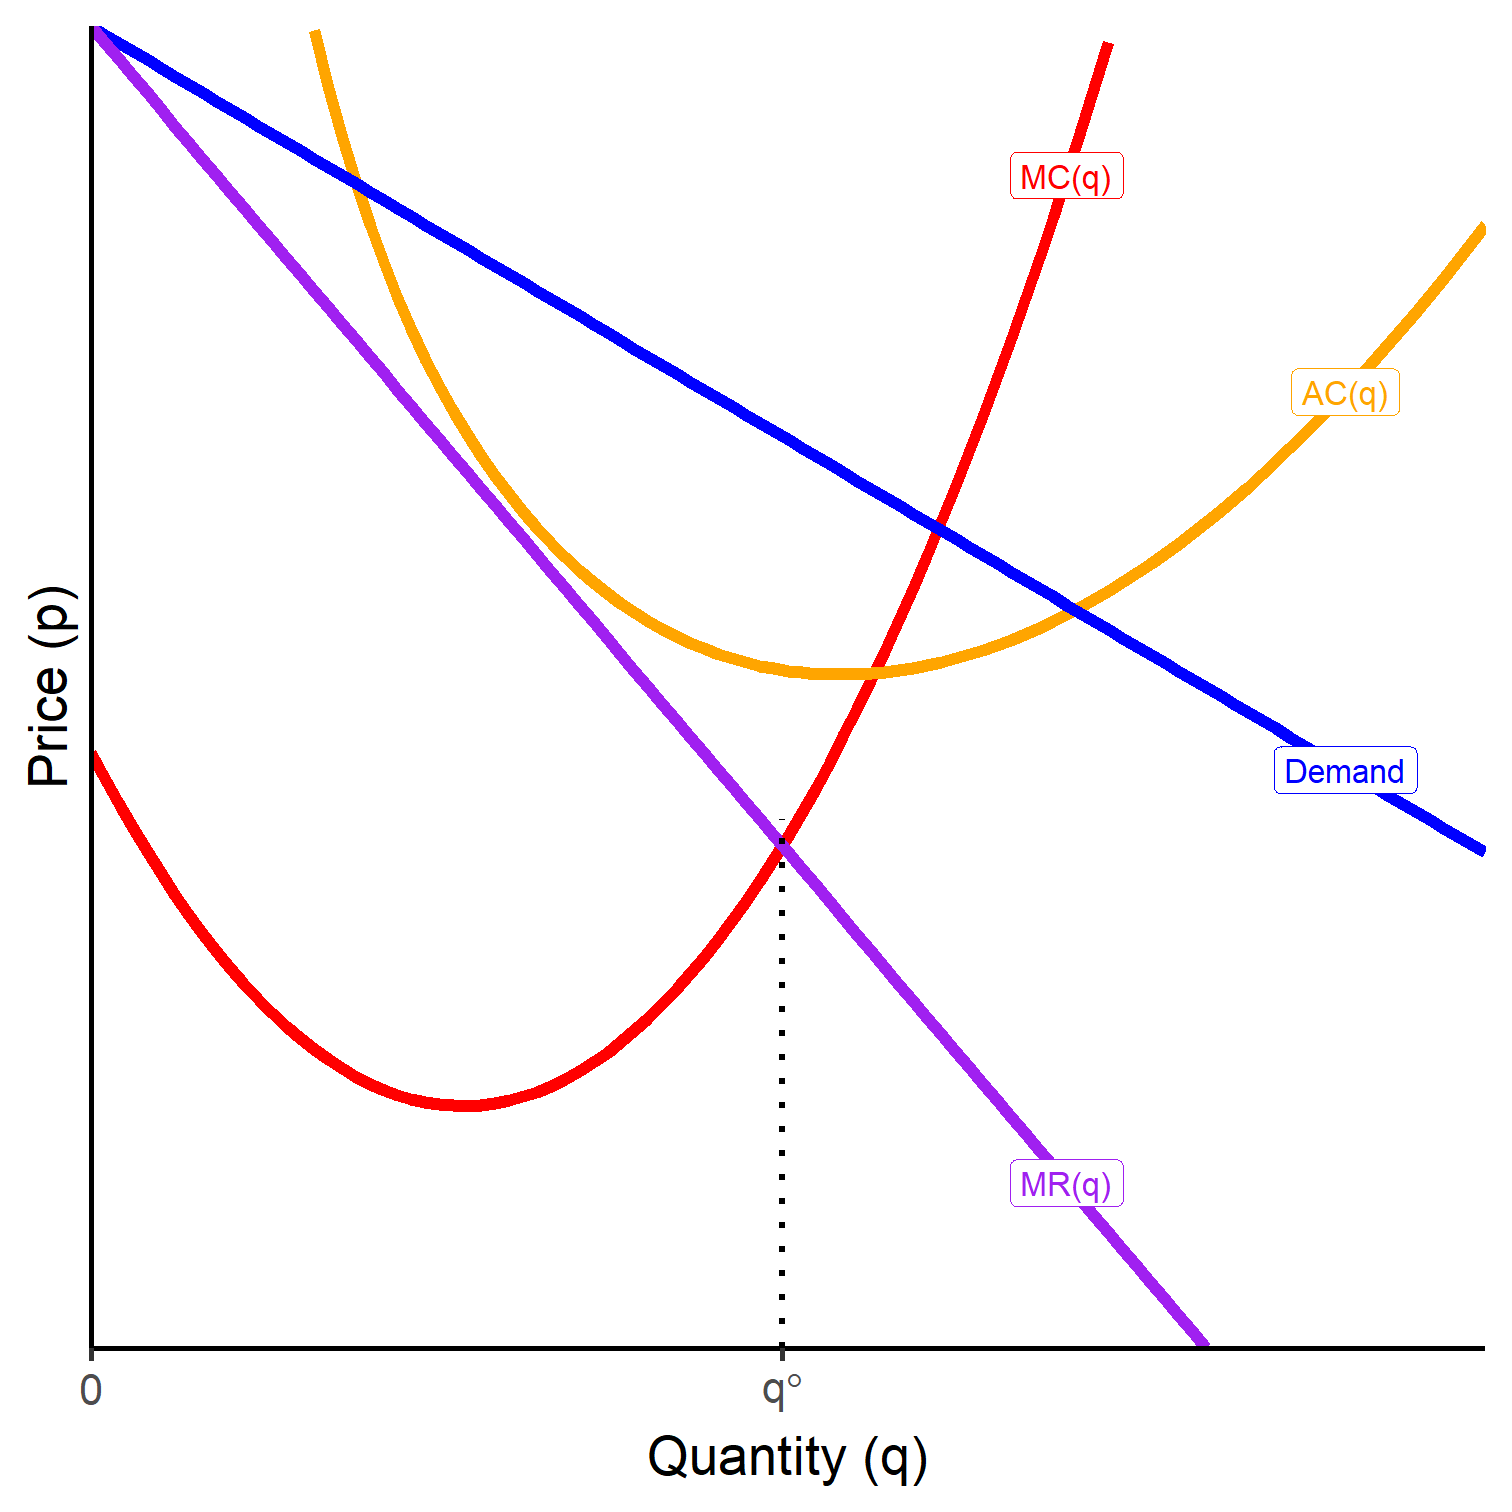 MC(q)
AC(q)
Price (p)
Demand
MR(q)
0
q°
Quantity (q)